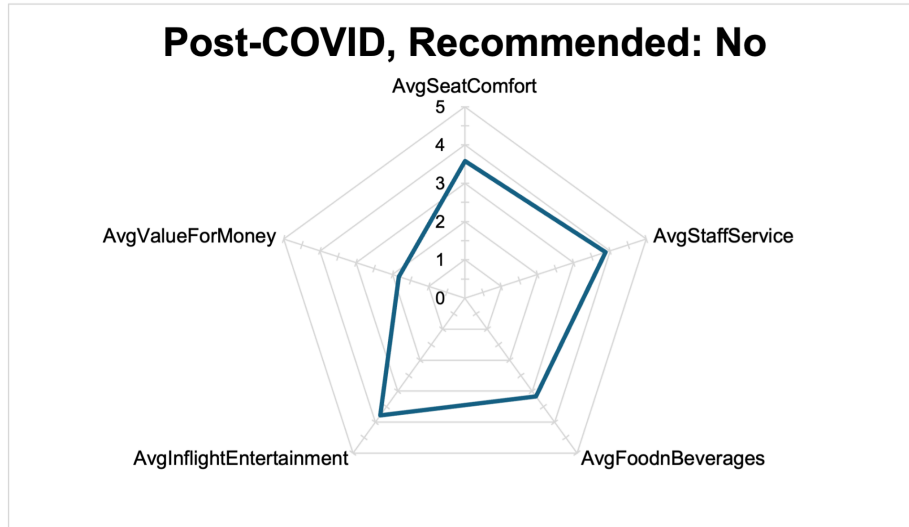 Post-COVID, Recommended: No
AvgSeatComfort
5
4
3
2
1
0
AvgValueForMoney
AvgStaffService
AvgInflightEntertainment
AvgFoodnBeverages